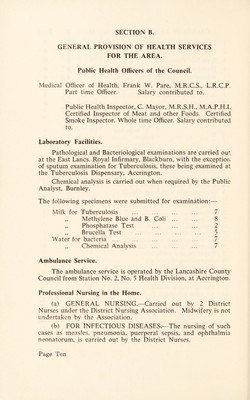 SECTION B.
GENERAL PROVISION OF HEALTH SERVICES
FOR THE AREA.
Public Health Officers of the Council.
Medical Officer of Health, Frank W. Pare, M.R.C.S., L.R.C.P.
Part time Officer. Salary contributed to.
Public Health Inspector, C. Mayor, M.R.S.H., M.A.P.H.I.
Certified Inspector of Meat and other Foods. Certified
Smoke Inspector. Whole time Officer. Salary contributed
to.
Laboratory Facilities.
Pathological and Bacteriological examinations are carried out
at the East Lancs. Royal Infirmary, Blackburn, with the exception
of sputum examination for Tuberculosis, these being examined at
the Tuberculosis Dispensary, Accrington.
Chemical analysis is carried out when required by the Public
Analyst, Burnley.
The following specimens were submitted for examination:—
Milk for Tuberculosis ... ... ... ... 7
„ Methylene Blue and B. Coli ... ... 8
„ Phosphatase Test ... ... ... 2
„ Brucella Test ... ... ... 5
Water for bacteria ... ... ... ... 7
„ Chemical Analysis ... ... ... 7
Ambulance Service.
The ambulance service is operated by the Lancashire County
Council from Station No. 2, No. 5 Health Division, at Accrington.
Professional Nursing in the Home.
(a) GENERAL NURSING.—Carried out by 2 District
Nurses under the District Nursing Association. Midwifery is not
undertaken by the Association.
(b) FOR INFECTIOUS DISEASES.—The nursing of such
cases as measles, pneumonia, puerperal sepsis, and ophthalmia
neonatorum, is carried out by the District Nurses.
Page Ten